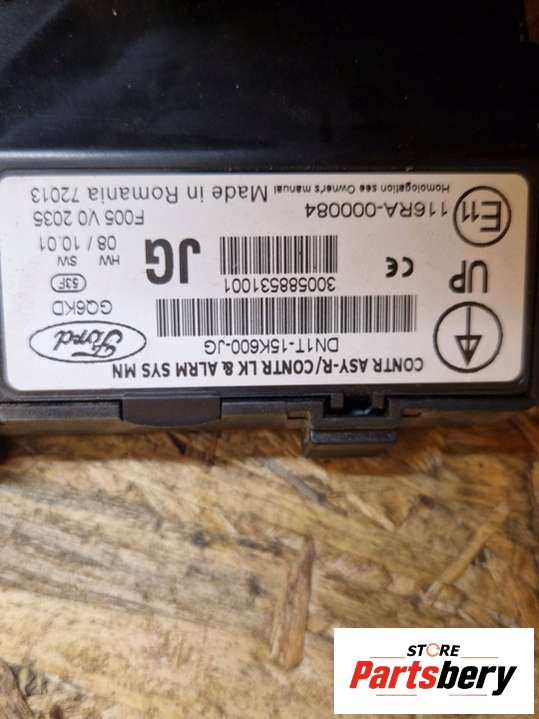 CONTR ASY-R/CONTR LK & ALRM SYS MN
DN1T-15K600-JG
Ford
GQ6KD
UP
300588531001
53F
HW SW
08 / 10.01
JG
CE
F005 V0 2035
116RA-000084
E11
Made in Romania 72013
Homologation see Owner's manual
STORE
Partsbery